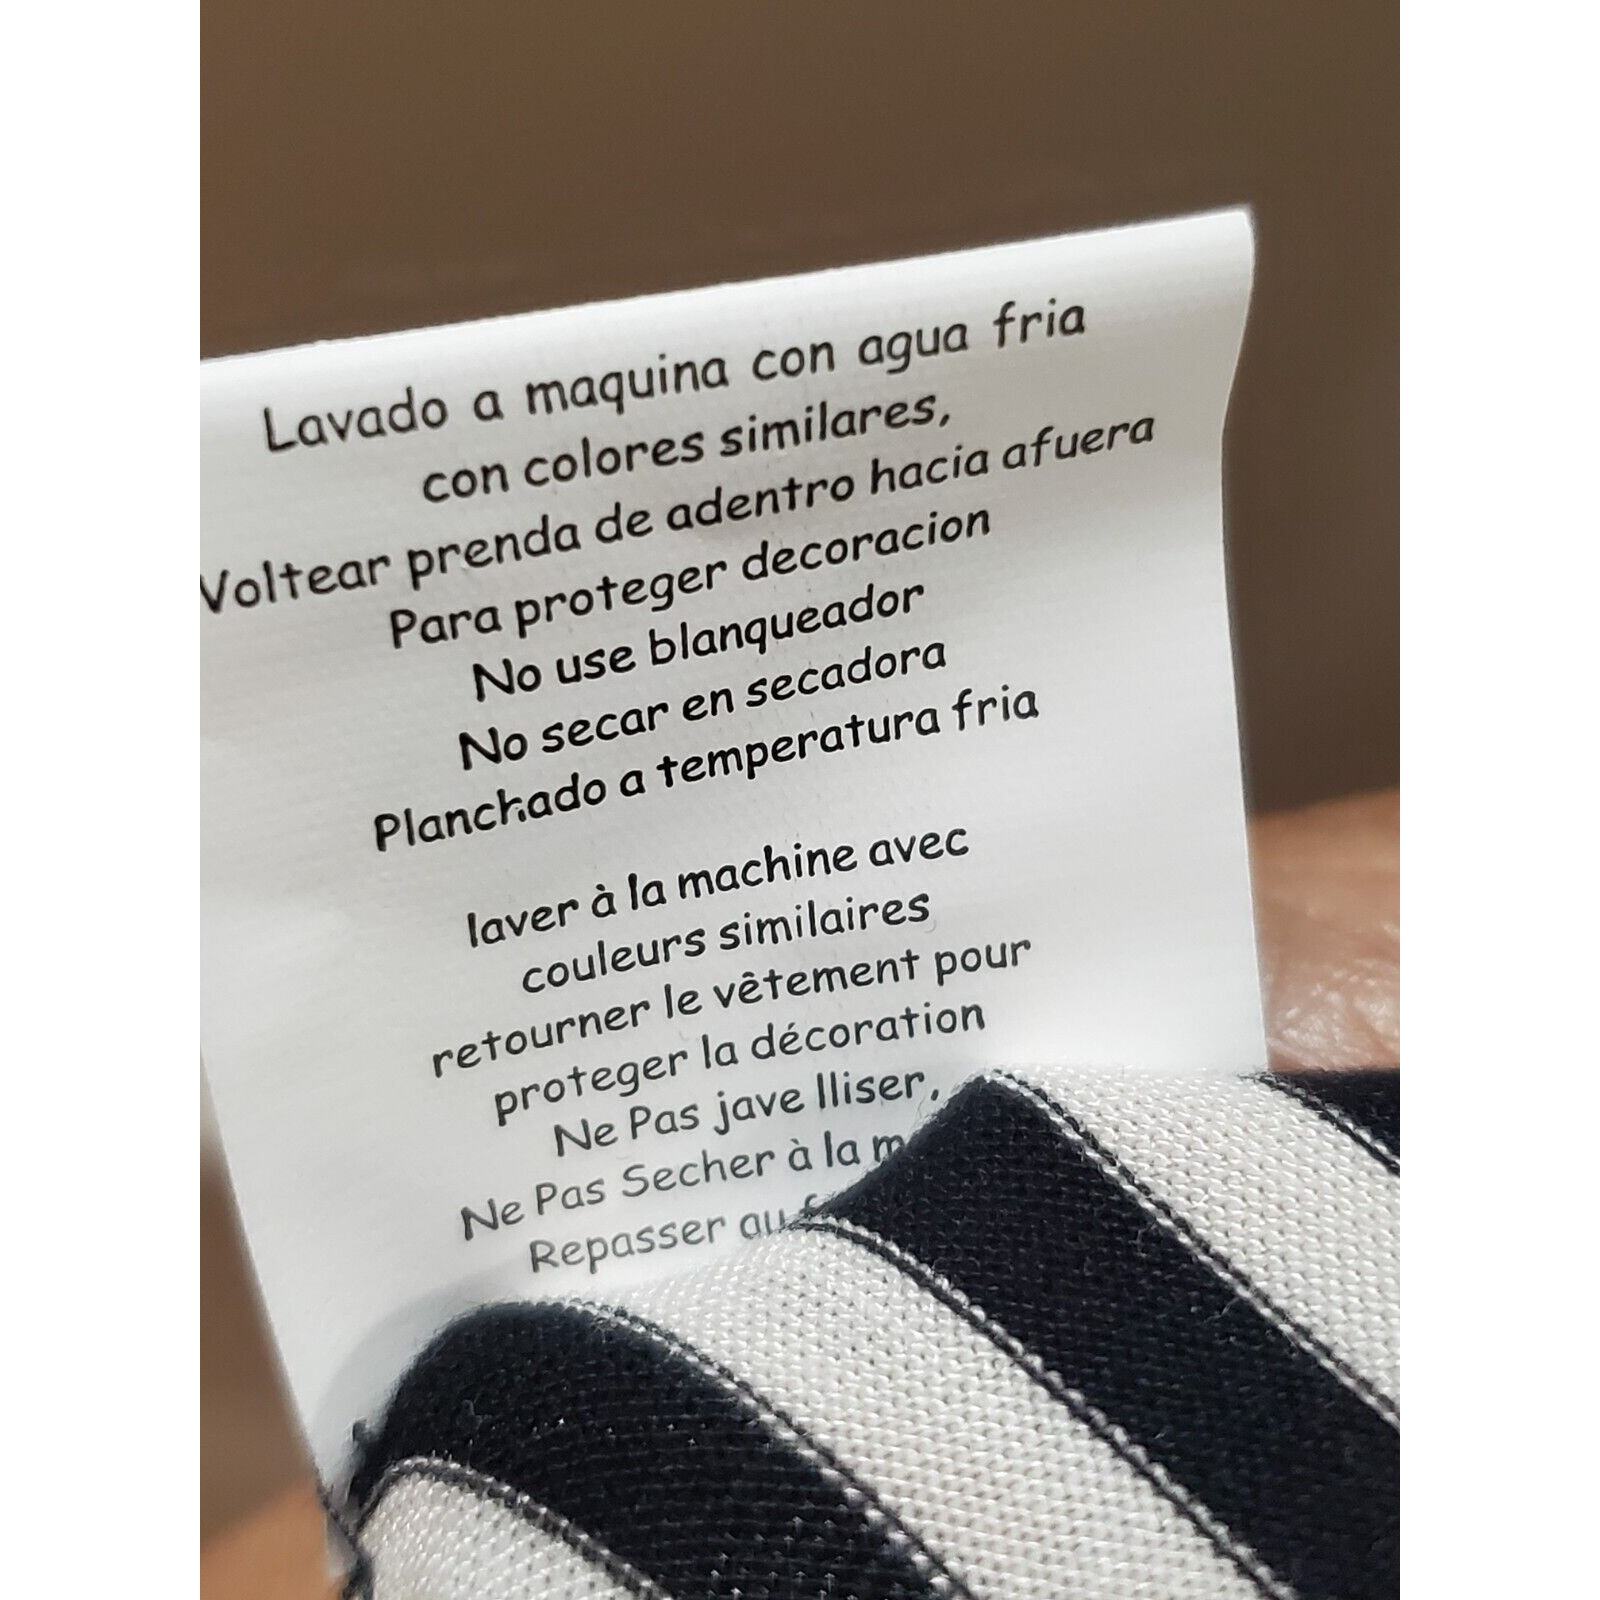 Lavado a maquina con agua fria
con colores similares,
Voltear prenda de adentro hacia afuera
Para proteger decoracion
No use blanqueador
No secar en secadora
Planchado a temperatura fria
laver à la machine avec
couleurs similaires
retourner le vêtement pour
proteger la décoration
Ne Pas jave lliser,
Ne Pas Secher à la
Repasser au